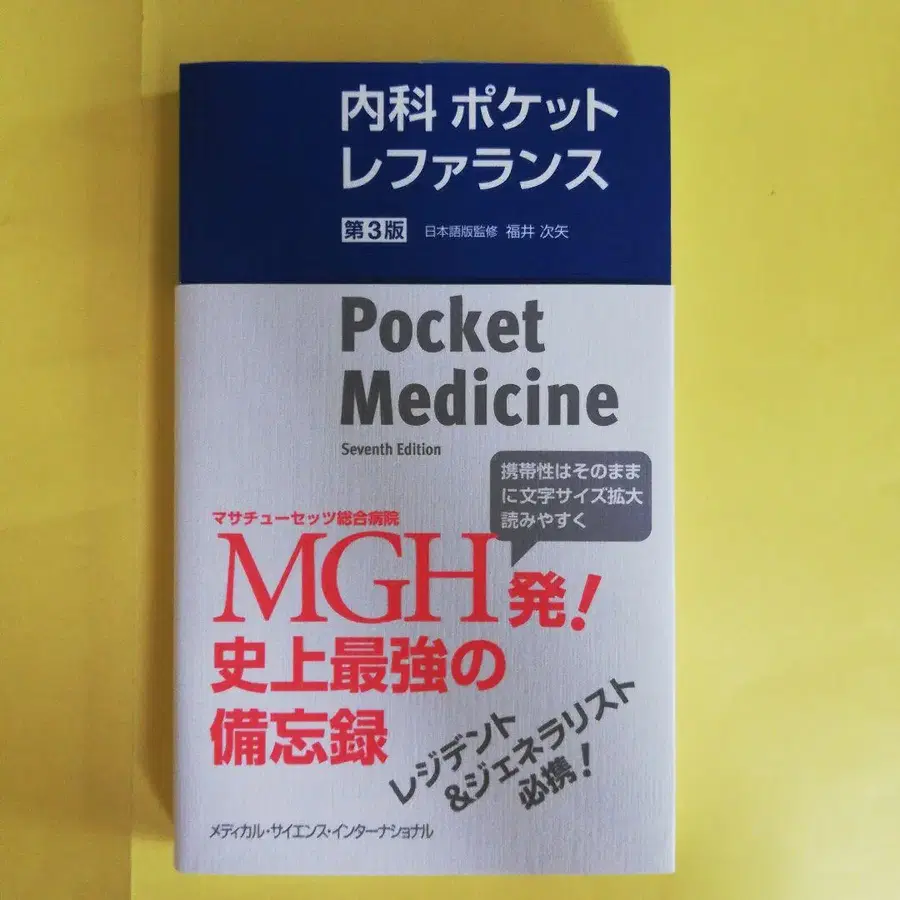 内科 ポケット
レファランス
第3版 日本語版監修 福井 次矢
Pocket
Medicine
Seventh Edition
携帯性はそのまま
に文字サイズ拡大
読みやすく
マサチューセッツ総合病院
MGH発!
史上最強の
備忘録
レジデント
&ジェネラリスト
必携!
メディカル・サイエンス・インターナショナル